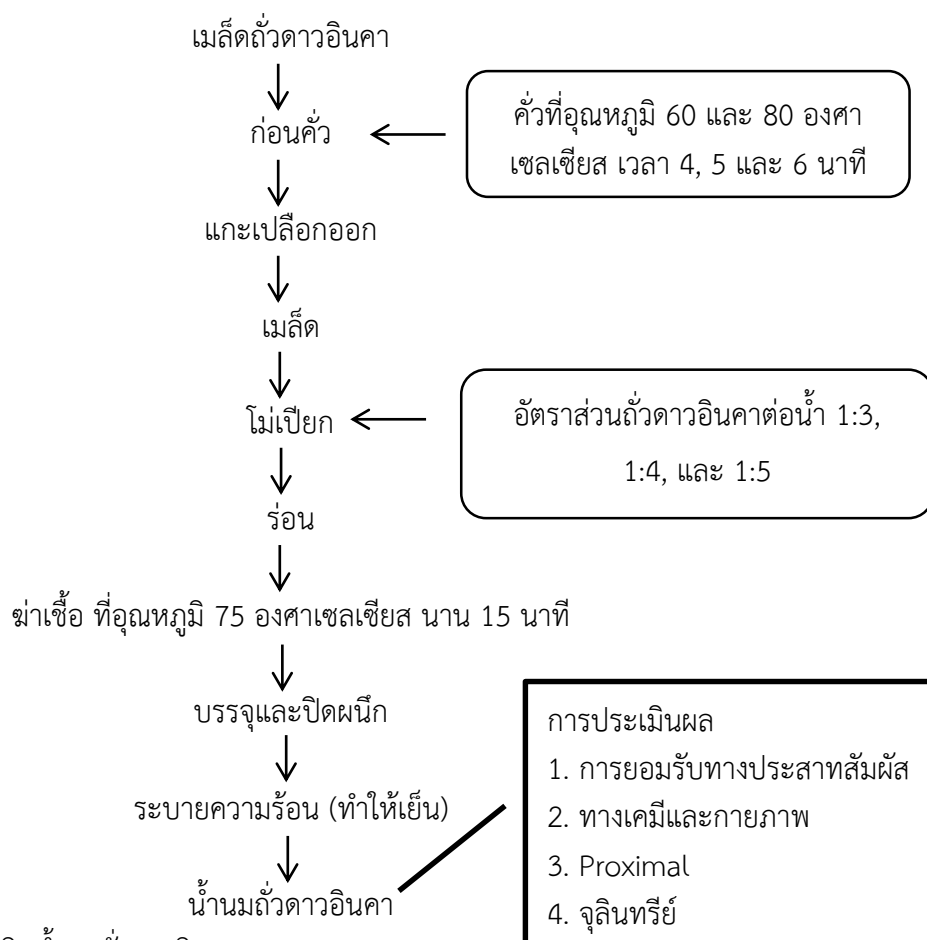 เมล็ดถั่วดาวอินคา
ก่อนคั่ว
คั่วที่อุณหภูมิ 60 และ 80 องศา
เซลเซียส เวลา 4, 5 และ 6 นาที
แกะเปลือกออก
เมล็ด
โม่เปียก
อัตราส่วนถั่วดาวอินคาต่อน้ำ 1:3,
1:4, และ 1:5
ร่อน
ฆ่าเชื้อ ที่อุณหภูมิ 75 องศาเซลเซียส นาน 15 นาที
บรรจุและปิดผนึก
ระบายความร้อน (ทำให้เย็น)
น้ำนมถั่วดาวอินคา
การประเมินผล
1. การยอมรับทางประสาทสัมผัส
2. ทางเคมีและกายภาพ
3. Proximal
4. จุลินทรีย์